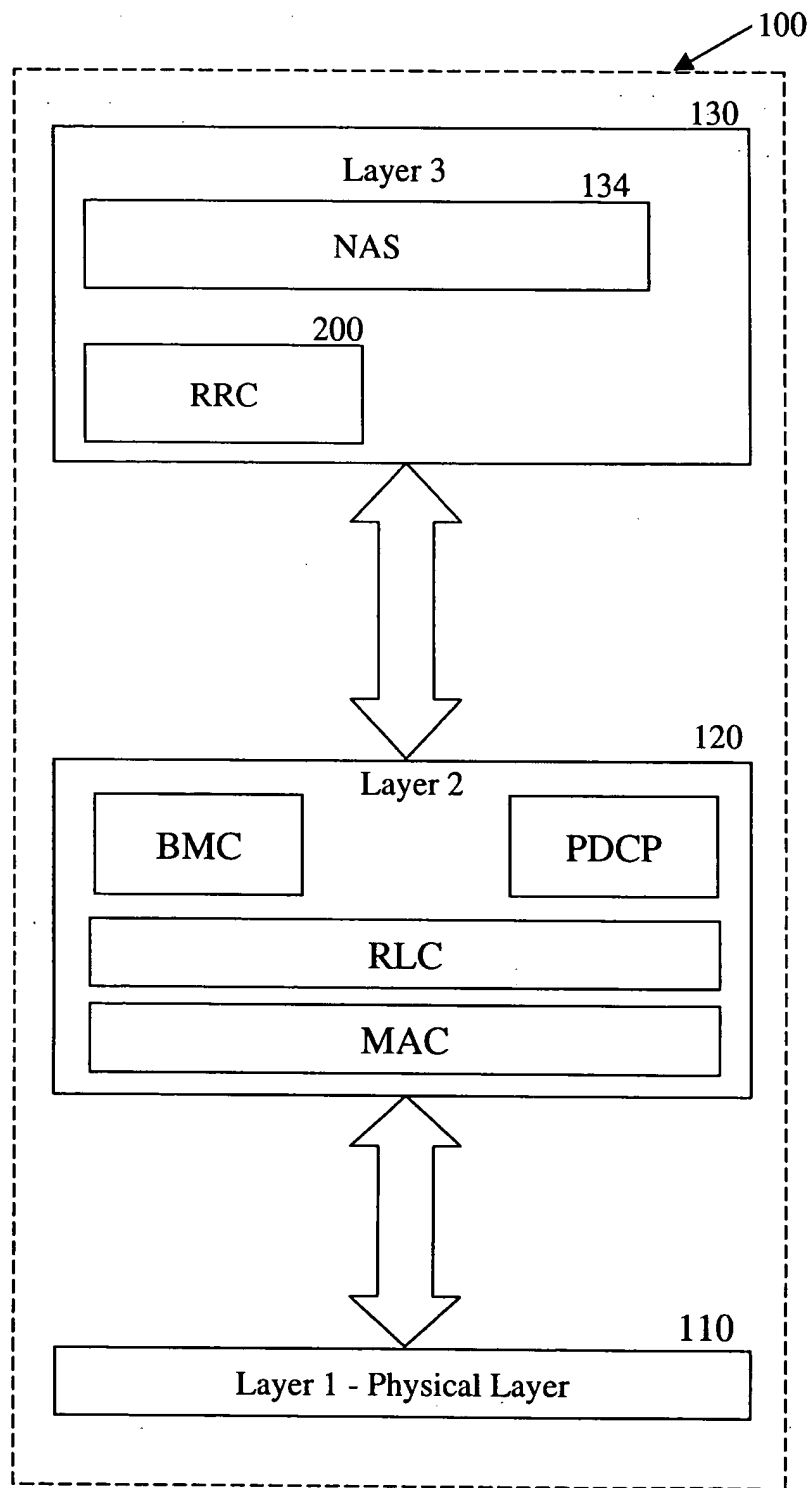 100
130
Layer 3
134
NAS
200
RRC
120
Layer 2
BMC PDCP
RLC
MAC
110
Layer 1 - Physical Layer